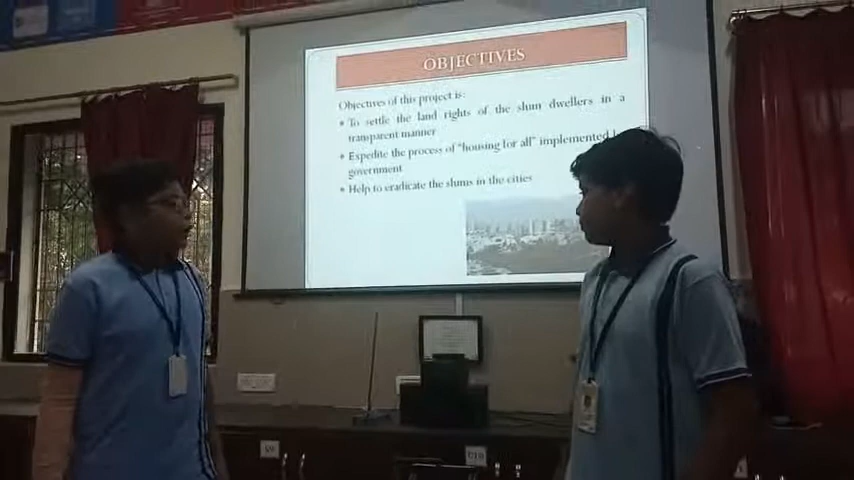 OBJECTIVES
Objectives of this project is:
• To settle the land rights of the slum dwellers in a
transparent manner
• Expedite the process of "housing for all" implemented
government
• Help to eradicate the slums in the cities